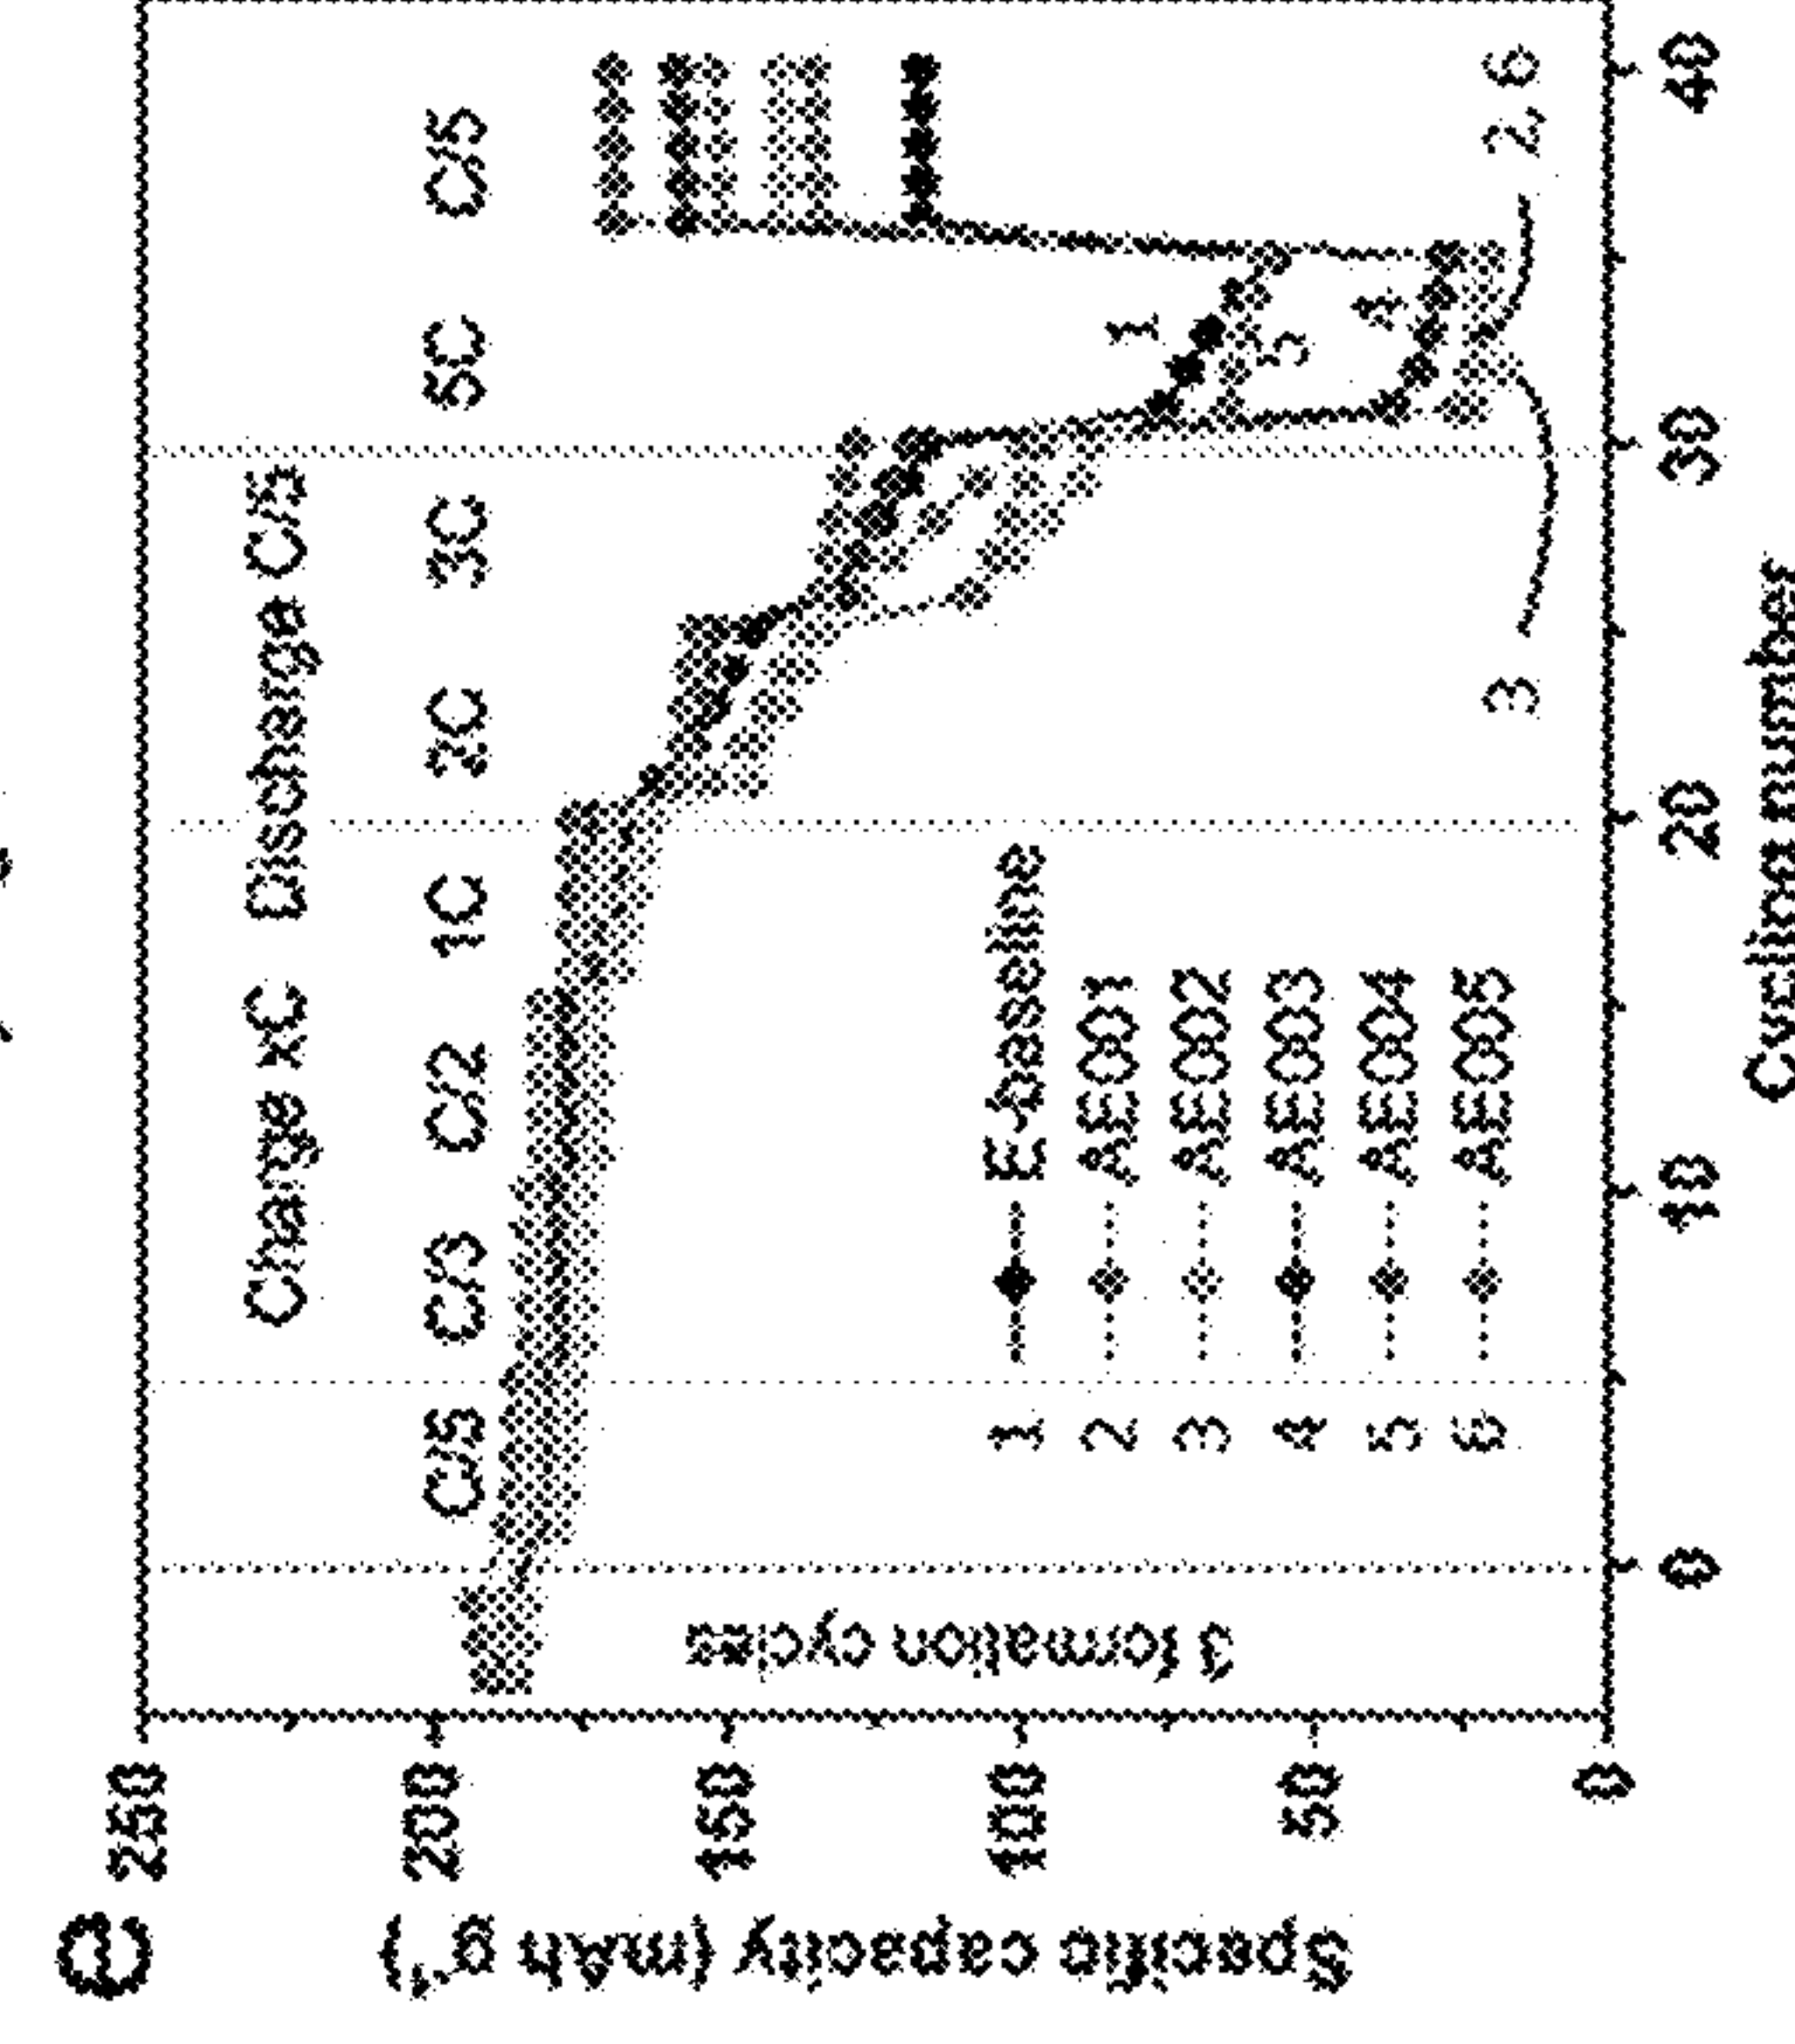 e
250
200
150
100
50
0
Specific capacity (mAh g⁻¹)
Charge xC Discharge C/5
C/5 C/3 C/2 1C 2C 3C 5C C/5
3 formation cycles
1 E-baseline
2 AE001
3 AE002
4 AE003
5 AE004
6 AE005
1
5
4
3
2, 6
0 10 20 30 40
Cycling number